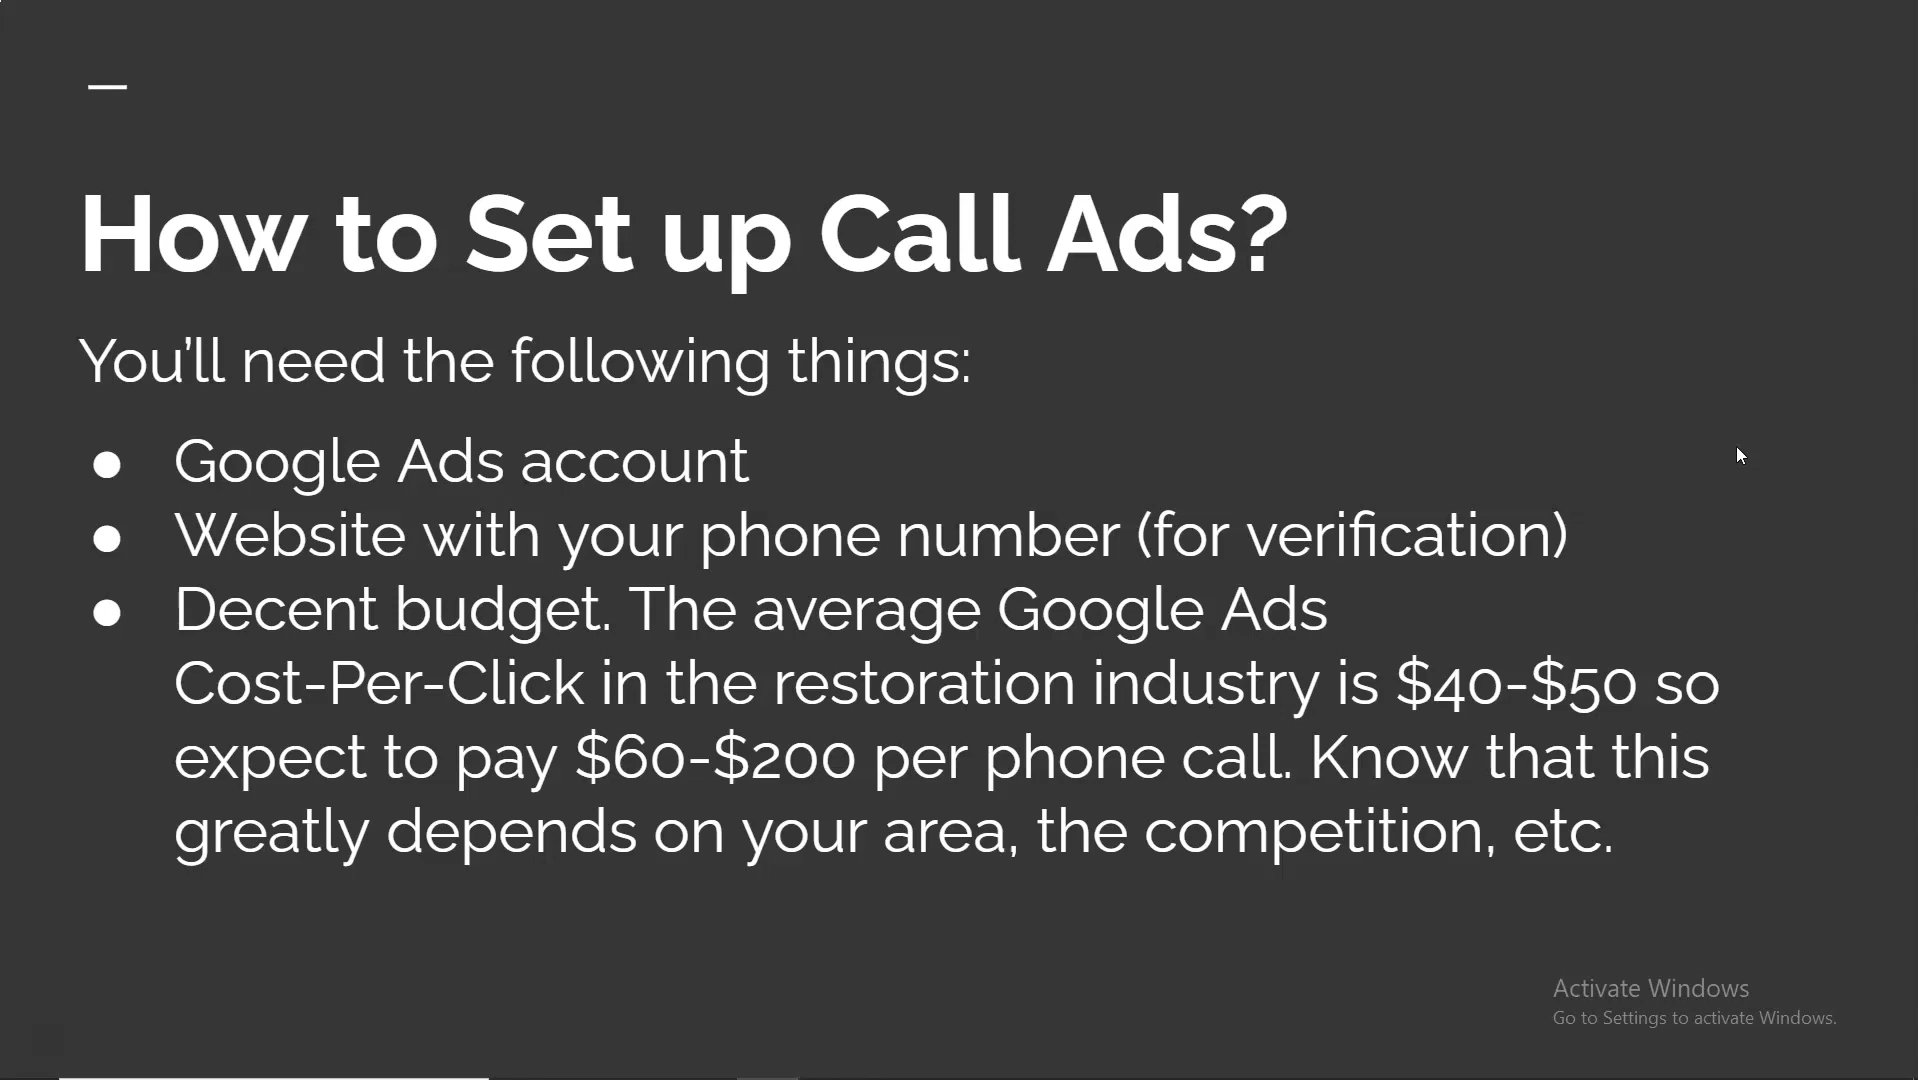 How to Set up Call Ads?
You’ll need the following things:
● Google Ads account
● Website with your phone number (for verification)
● Decent budget. The average Google Ads
Cost-Per-Click in the restoration industry is $40-$50 so
expect to pay $60-$200 per phone call. Know that this
greatly depends on your area, the competition, etc.
Activate Windows
Go to Settings to activate Windows.